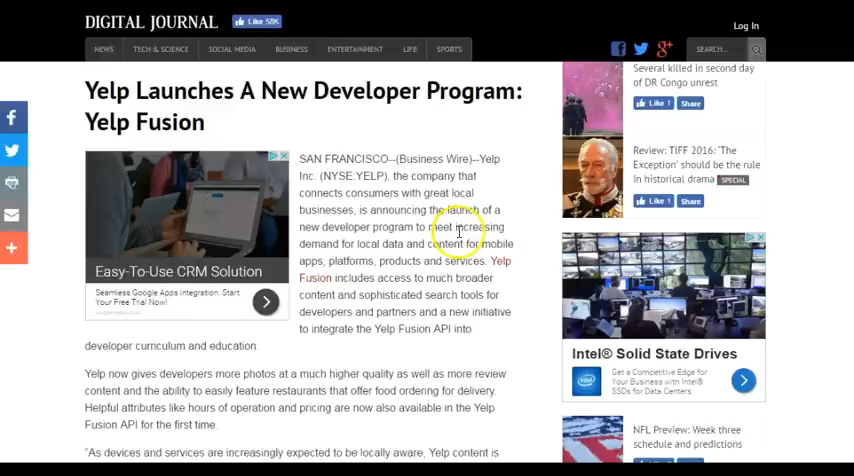 DIGITAL JOURNAL
Like 58K
Log In
NEWS
TECH & SCIENCE
SOCIAL MEDIA
BUSINESS
ENTERTAINMENT
LIFE
SPORTS
SEARCH...
Yelp Launches A New Developer Program:
Yelp Fusion
SAN FRANCISCO--(Business Wire)--Yelp
Inc. (NYSE:YELP), the company that
connects consumers with great local
businesses, is announcing the launch of a
new developer program to meet increasing
demand for local data and content for mobile
apps, platforms, products and services. Yelp
Fusion includes access to much broader
content and sophisticated search tools for
developers and partners and a new initiative
to integrate the Yelp Fusion API into
developer curriculum and education.
Easy-To-Use CRM Solution
Seamless Google Apps Integration. Start
Your Free Trial Now!
Yelp now gives developers more photos at a much higher quality as well as more review
content and the ability to easily feature restaurants that offer food ordering for delivery.
Helpful attributes like hours of operation and pricing are now also available in the Yelp
Fusion API for the first time.
“As devices and services are increasingly expected to be locally aware, Yelp content is
Several killed in second day
of DR Congo unrest
Like 1 Share
Review: TIFF 2016: 'The
Exception' should be the rule
in historical drama SPECIAL
Like 1 Share
Intel® Solid State Drives
intel
Get a Competitive Edge for
Your Business with Intel®
SSDs for Data Centers
NFL Preview: Week three
schedule and predictions
Like 1 Share